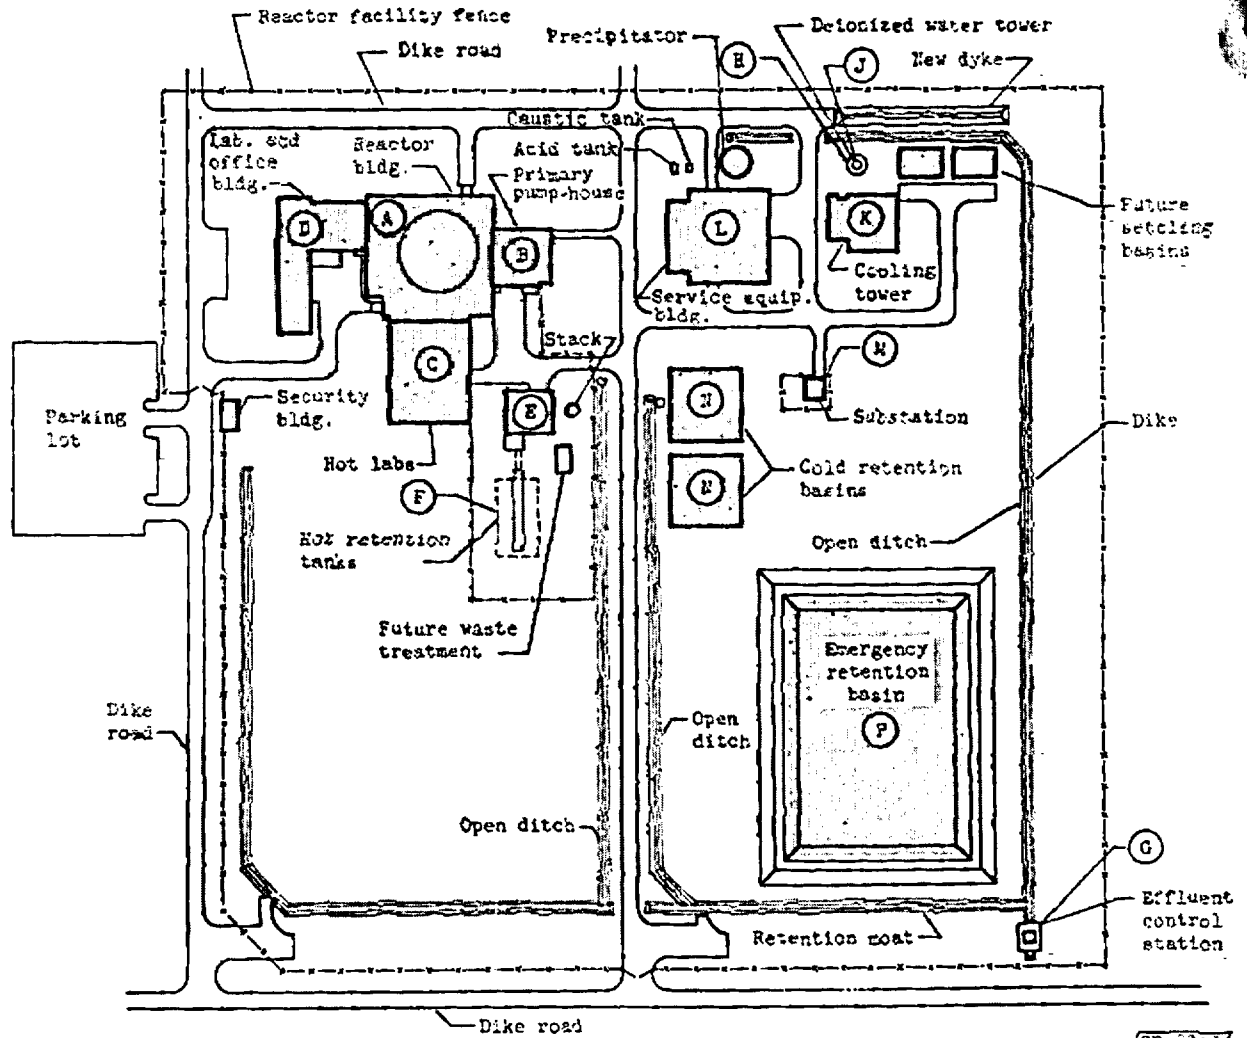 Reactor facility fence
Dike road
Precipitator
H
Deionized water tower
J
New dyke
Caustic tank
Acid tank
Lab. and
office
bldg.
Reactor
bldg.
Primary
pump-house
D
A
B
L
K
Future
settling
basins
Cooling
tower
Service equip.
bldg.
Stack
C
M
Parking
lot
Security
bldg.
E
N
Substation
Dike
Hot labs
F
N
Cold retention
basins
Hot retention
tanks
Open ditch
Future waste
treatment
Emergency
retention
basin
P
Dike
road
Open
ditch
Open ditch
G
Effluent
control
station
Retention moat
Dike road